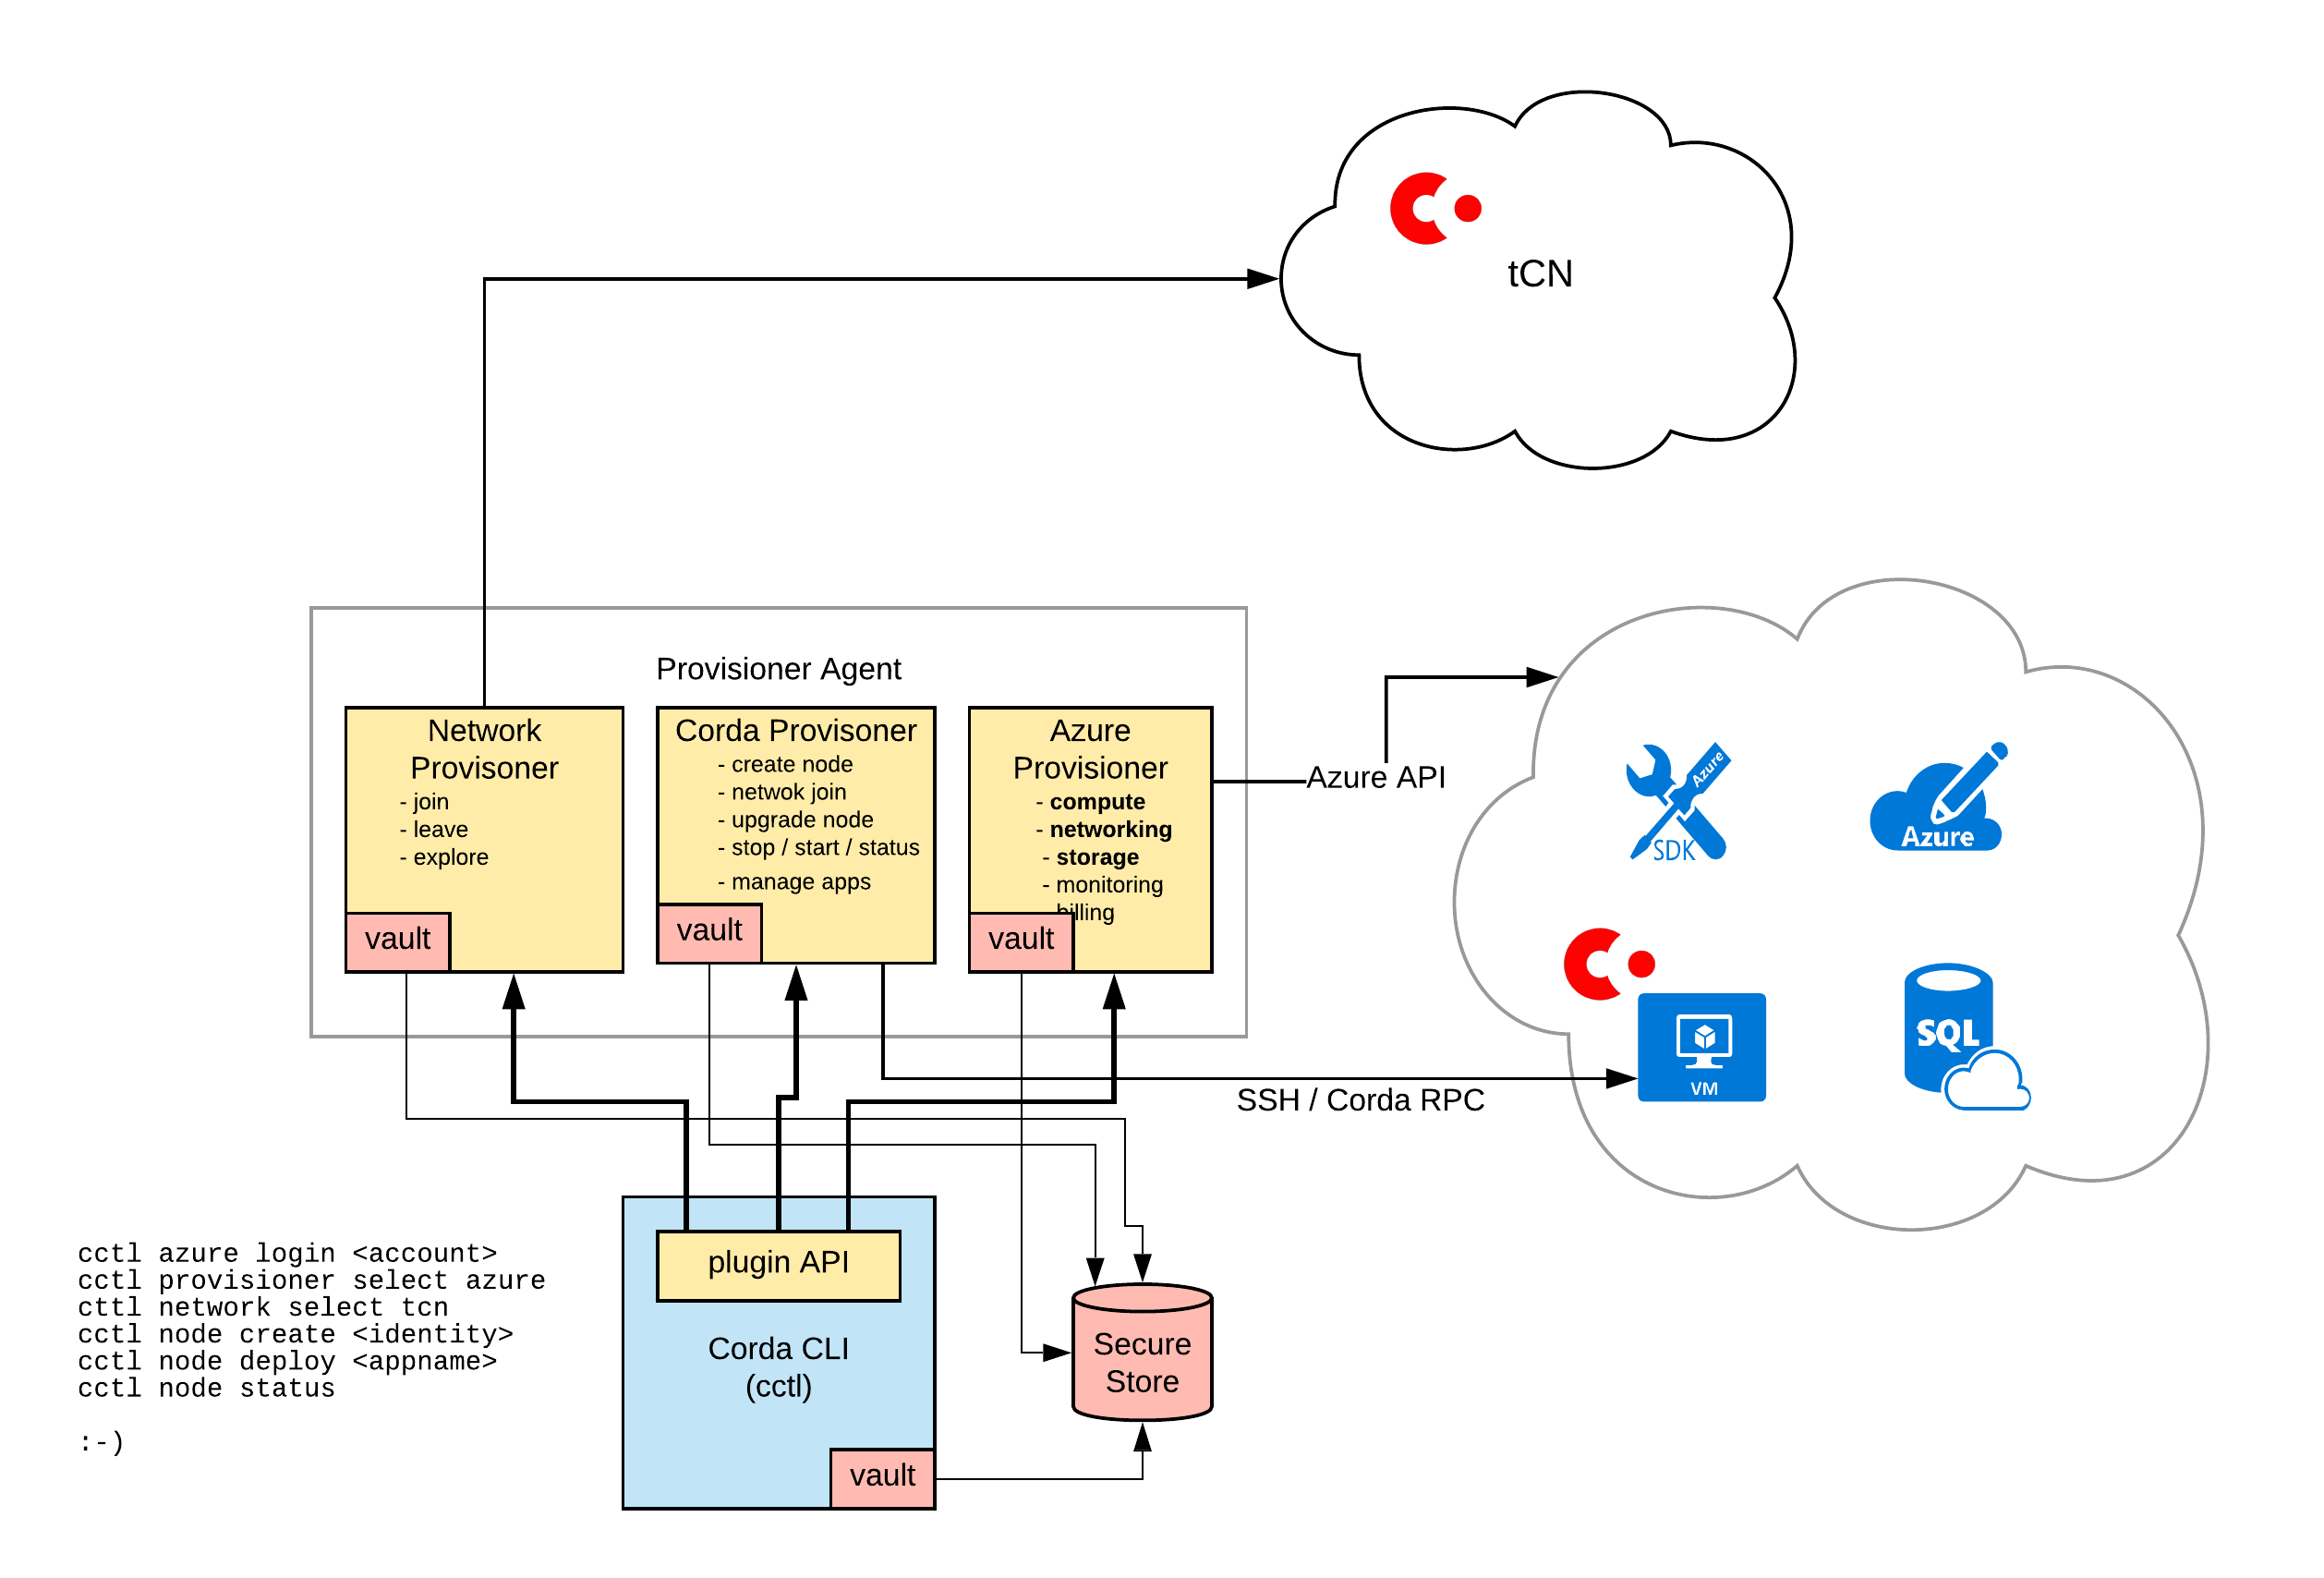 tCN
Provisioner Agent
Network
Provisoner
- join
- leave
- explore
vault
Corda Provisoner
- create node
- netwok join
- upgrade node
- stop / start / status
- manage apps
vault
Azure
Provisioner
- compute
- networking
- storage
- monitoring
billing
vault
Azure API
Azure
SDK
Azure
VM
SQL
SSH / Corda RPC
plugin API
Corda CLI
(cctl)
vault
Secure
Store
cctl azure login <account>
cctl provisioner select azure
cttl network select tcn
cctl node create <identity>
cctl node deploy <appname>
cctl node status
:-)